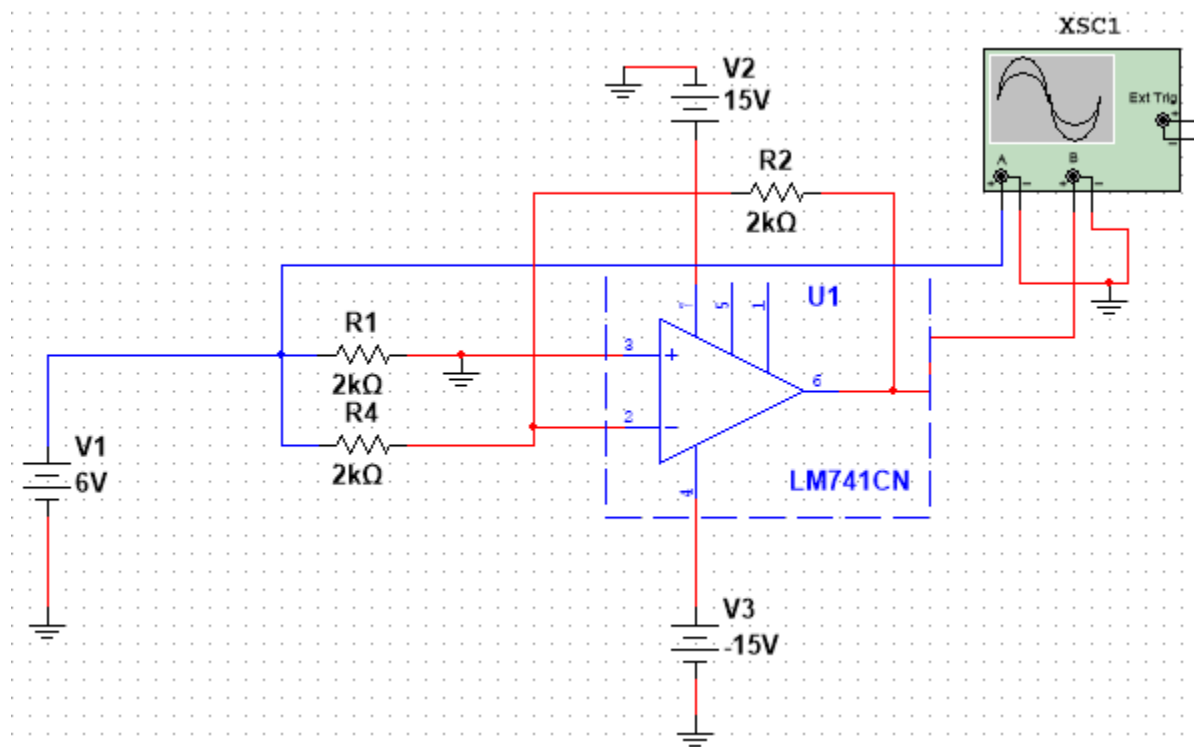 XSC1
V2
15V
Ext Trig
+
-
A
B
+ - + -
R2
2kΩ
U1
7
5
1
R1
2kΩ
3
+
6
2
-
R4
2kΩ
V1
6V
4
LM741CN
V3
-15V